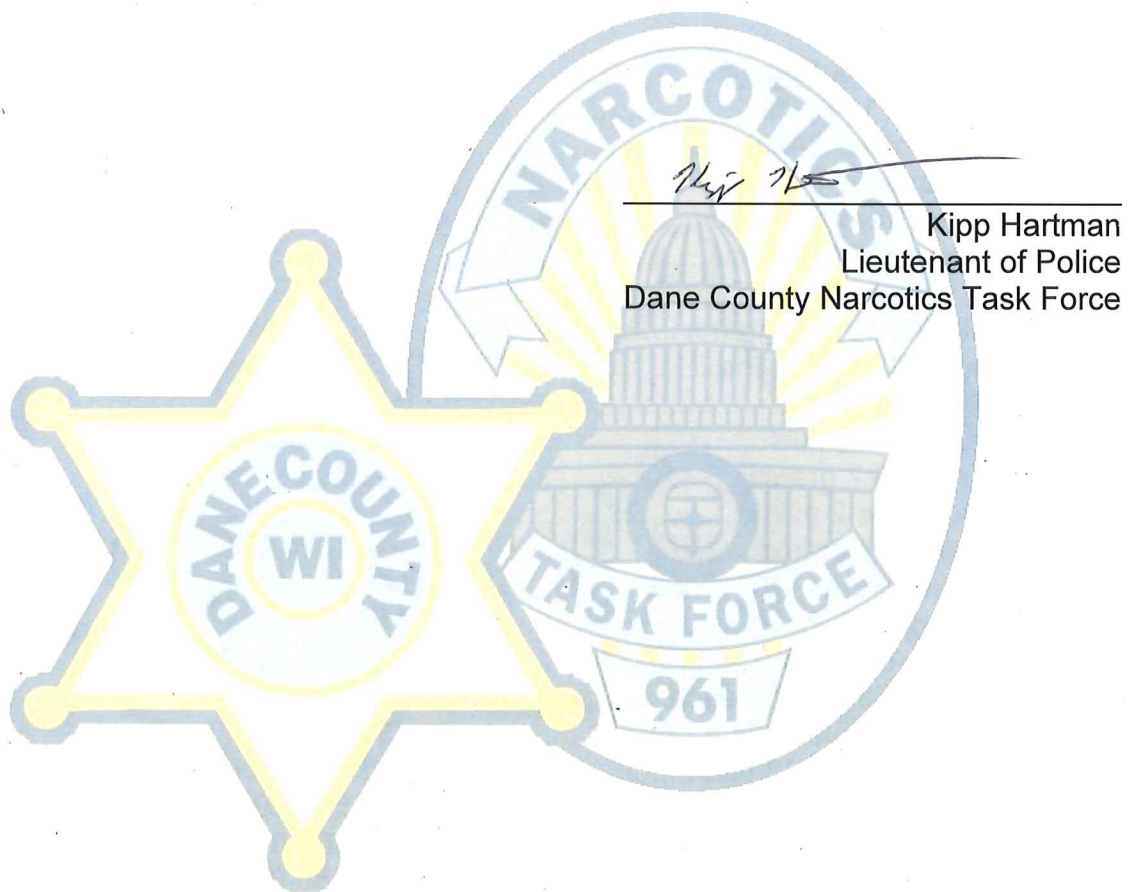 NARCOTICS
Kipp Hartman
Lieutenant of Police
Dane County Narcotics Task Force
DANE COUNTY
WI
TASK FORCE
961